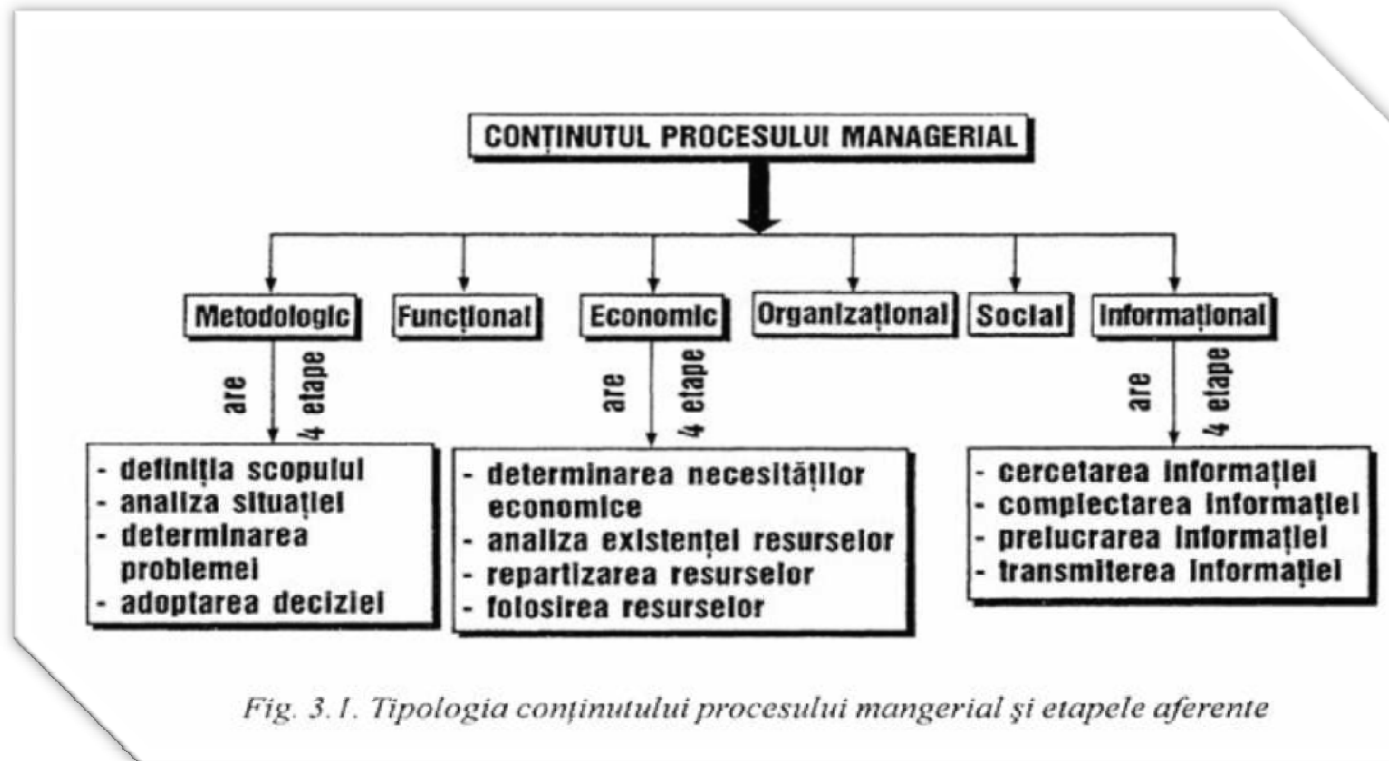 CONȚINUTUL PROCESULUI MANAGERIAL
Metodologic
Funcțional
Economic
Organizațional
Social
Informațional
are
4 etape
are
4 etape
are
4 etape
- definiția scopului
- analiza situației
- determinarea
problemei
- adoptarea deciziei
- determinarea necesităților
economice
- analiza existenței resurselor
- repartizarea resurselor
- folosirea resurselor
- cercetarea informației
- complectarea informației
- prelucrarea informației
- transmiterea informației
Fig. 3.1. Tipologia conținutului procesului mangerial și etapele aferente